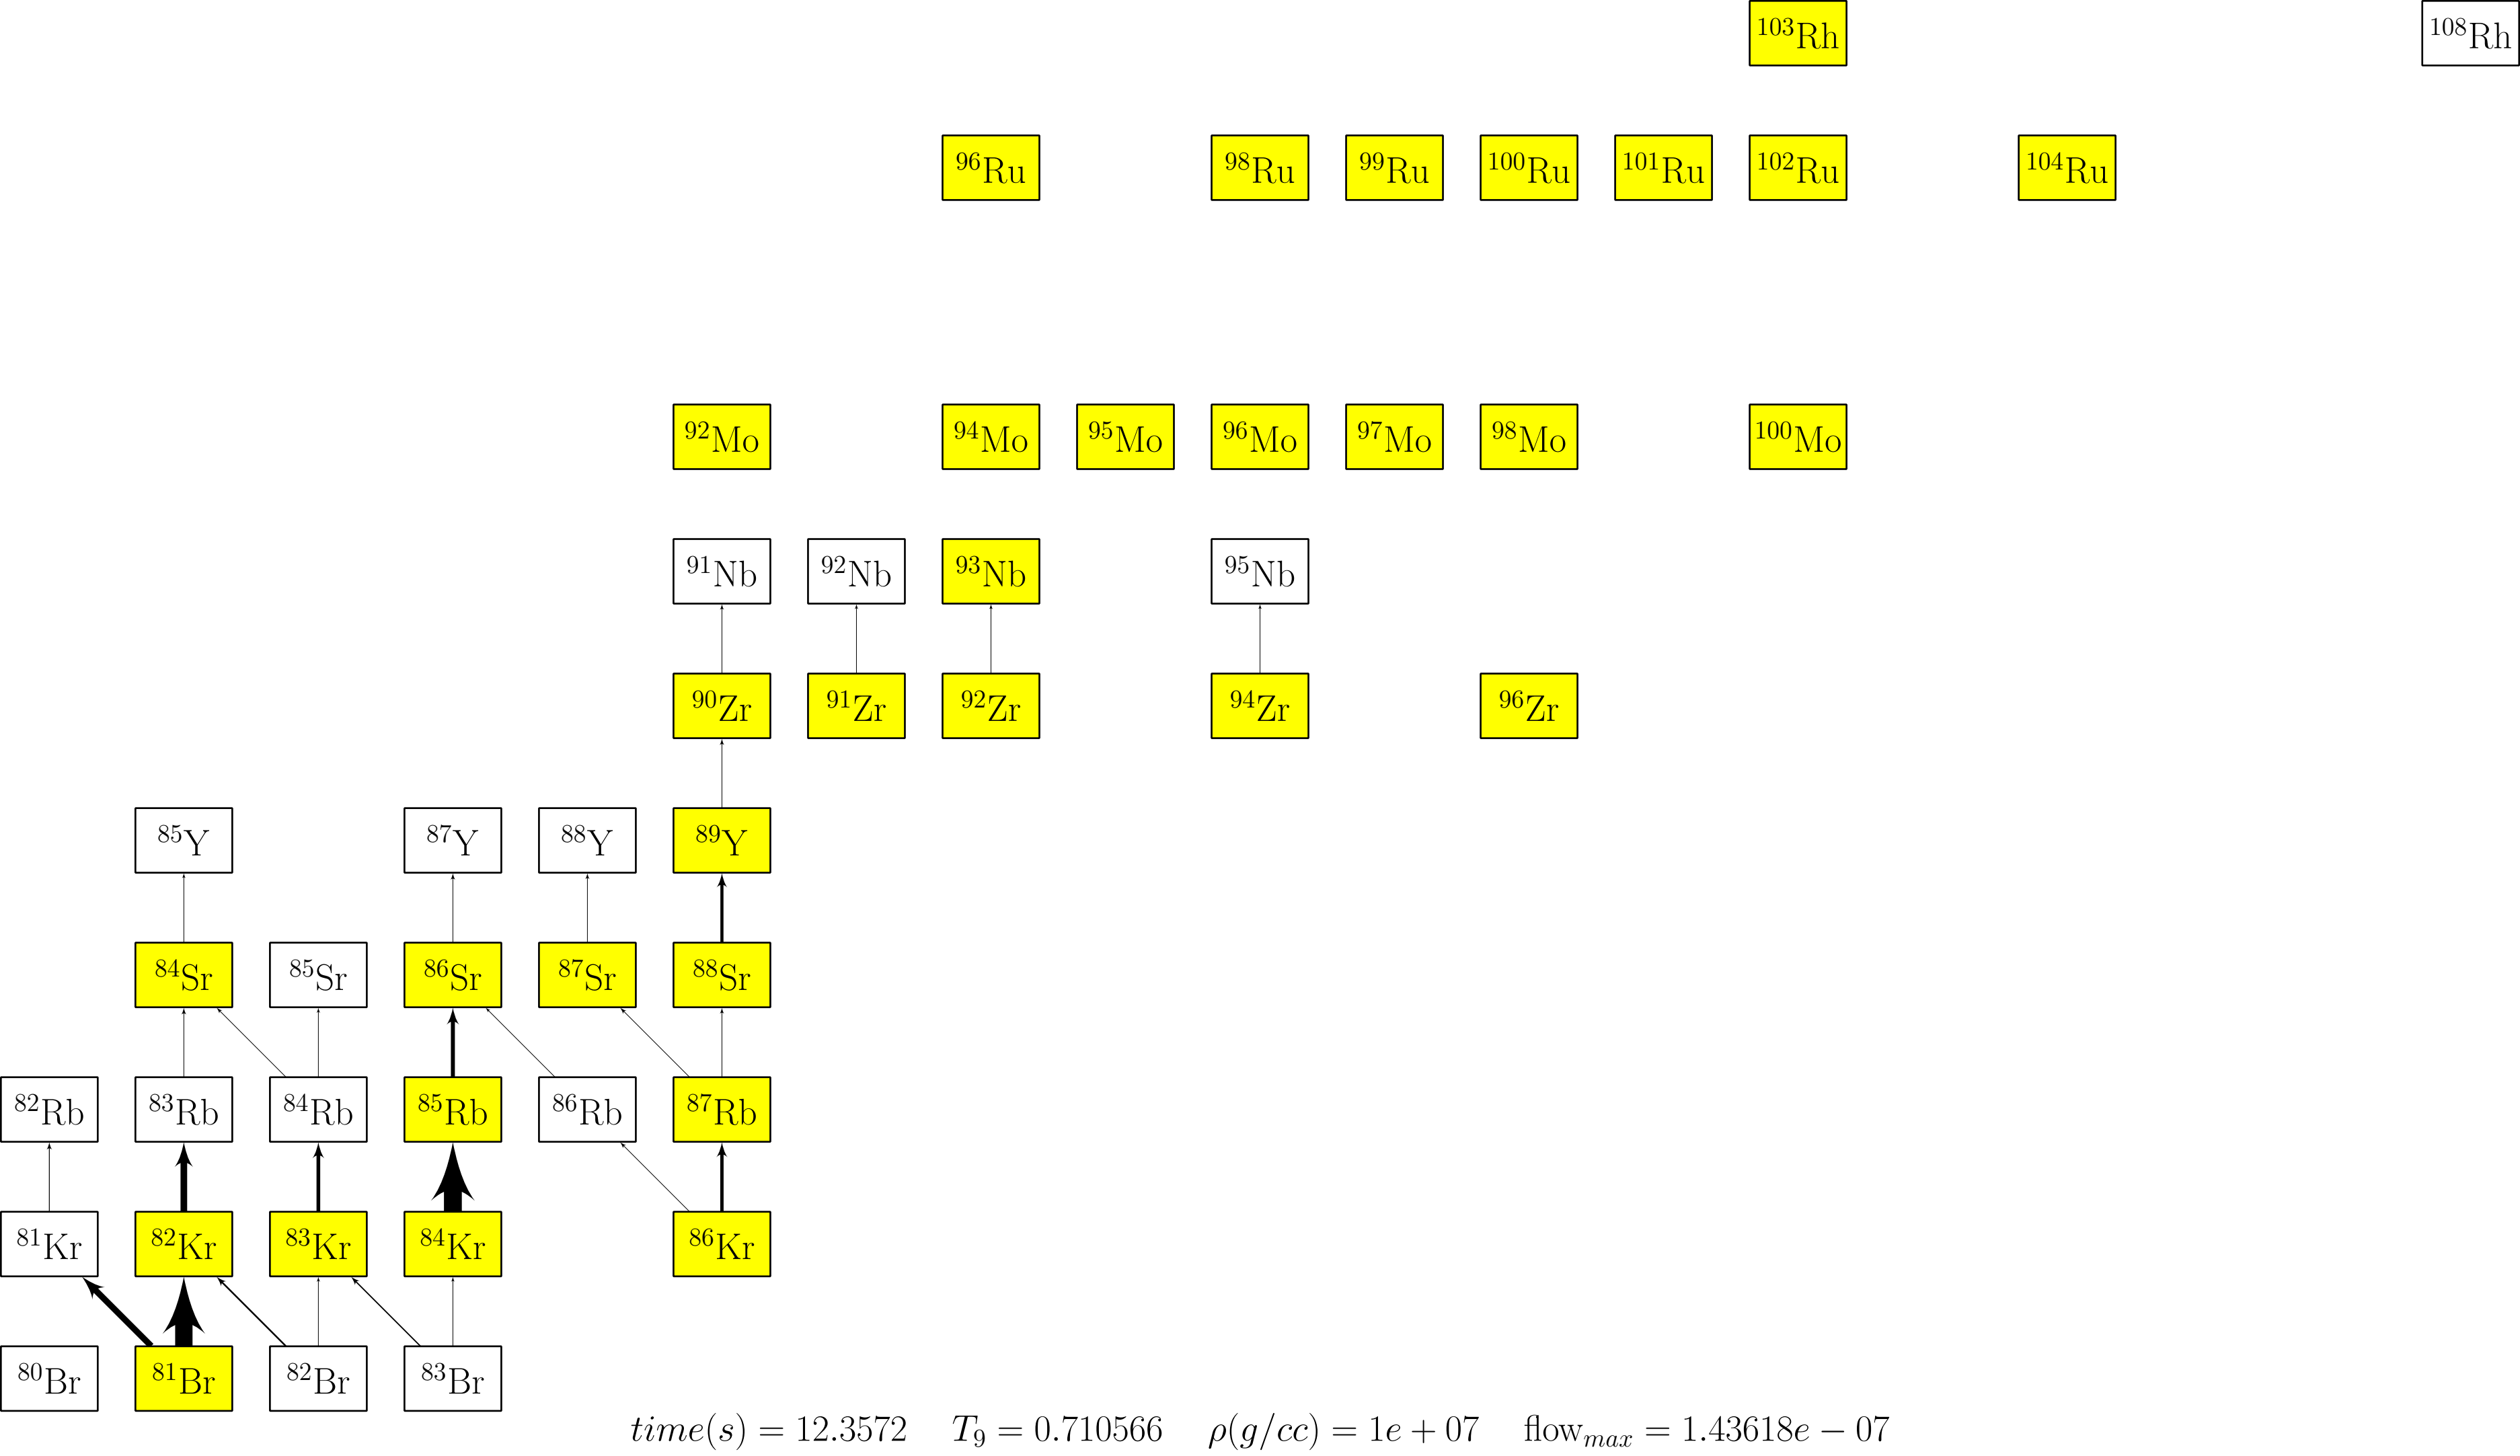 ¹⁰³Rh ¹⁰⁸Rh
⁹⁶Ru ⁹⁸Ru ⁹⁹Ru ¹⁰⁰Ru ¹⁰¹Ru ¹⁰²Ru ¹⁰⁴Ru
⁹²Mo ⁹⁴Mo ⁹⁵Mo ⁹⁶Mo ⁹⁷Mo ⁹⁸Mo ¹⁰⁰Mo
⁹¹Nb ⁹²Nb ⁹³Nb ⁹⁵Nb
⁹⁰Zr ⁹¹Zr ⁹²Zr ⁹⁴Zr ⁹⁶Zr
⁸⁵Y ⁸⁷Y ⁸⁸Y ⁸⁹Y
⁸⁴Sr ⁸⁵Sr ⁸⁶Sr ⁸⁷Sr ⁸⁸Sr
⁸²Rb ⁸³Rb ⁸⁴Rb ⁸⁵Rb ⁸⁶Rb ⁸⁷Rb
⁸¹Kr ⁸²Kr ⁸³Kr ⁸⁴Kr ⁸⁶Kr
⁸⁰Br ⁸¹Br ⁸²Br ⁸³Br
time(s) = 12.3572 T₉ = 0.710566 ρ(g/cc) = 1e + 07 flowₘₐₓ = 1.43618e − 07